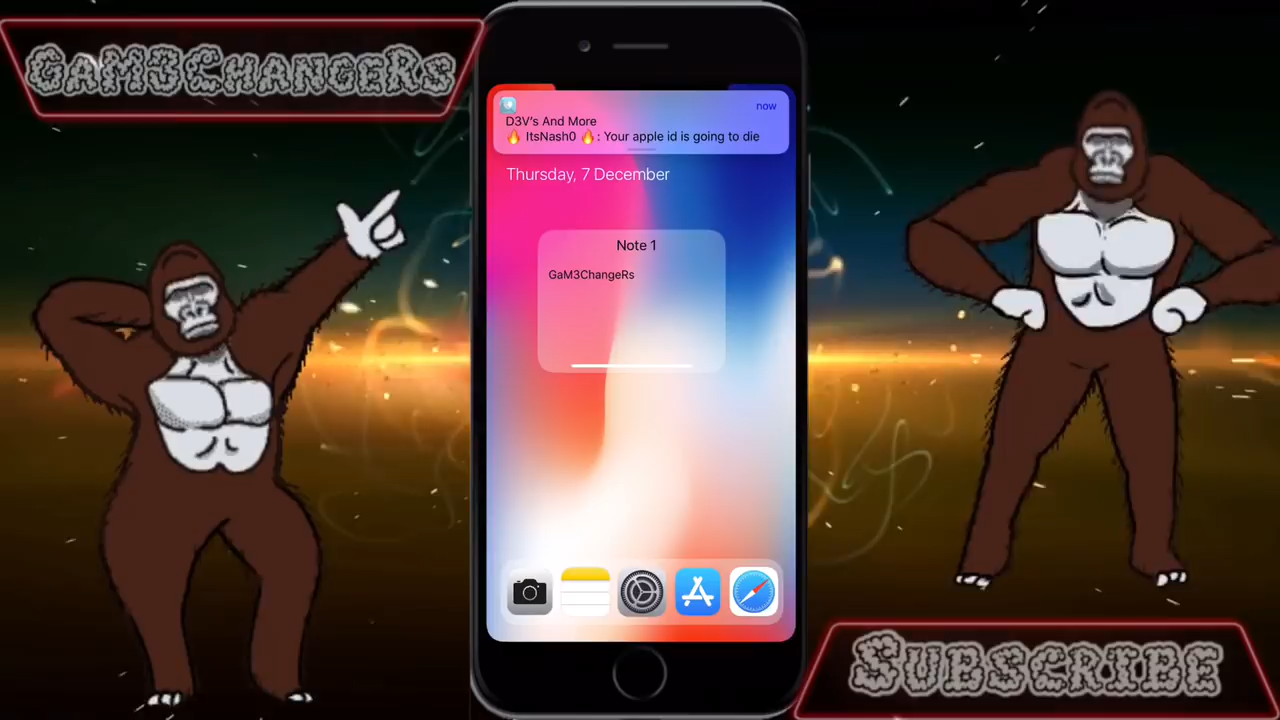 GaM3ChangeRs
now
D3V's And More
🔥 ItsNash0 🔥: Your apple id is going to die
Thursday, 7 December
Note 1
GaM3ChangeRs
Subscribe